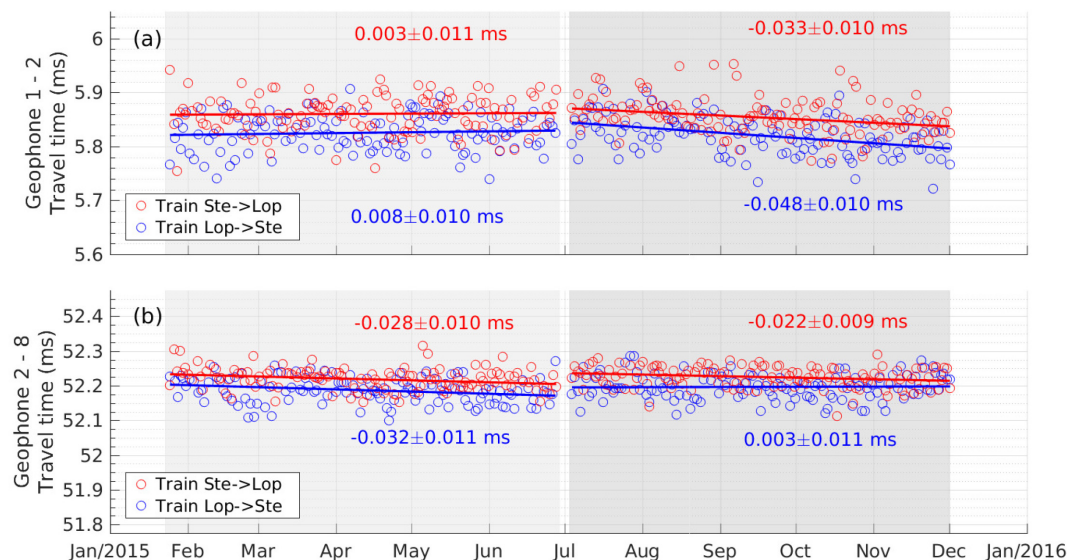 (a)
0.003±0.011 ms
-0.033±0.010 ms
Geophone 1 - 2
Travel time (ms)
6
5.9
5.8
5.7
5.6
0.008±0.010 ms
-0.048±0.010 ms
Train Ste->Lop
Train Lop->Ste
(b)
-0.028±0.010 ms
-0.022±0.009 ms
Geophone 2 - 8
Travel time (ms)
52.4
52.3
52.2
52.1
52
51.9
51.8
-0.032±0.011 ms
0.003±0.011 ms
Train Ste->Lop
Train Lop->Ste
Jan/2015 Feb Mar Apr May Jun Jul Aug Sep Oct Nov Dec Jan/2016